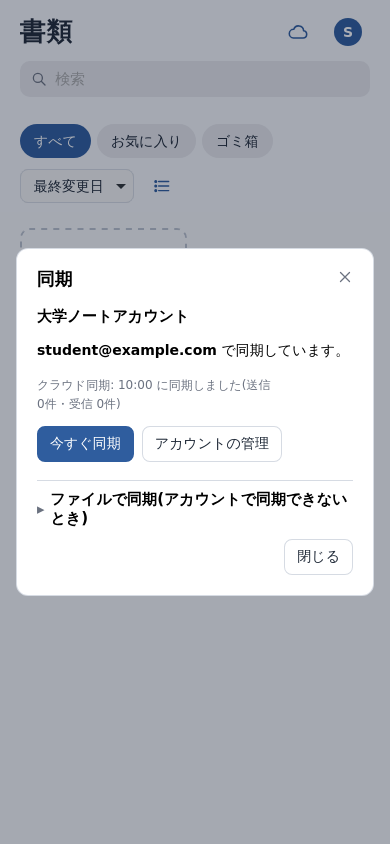 書類
S
検索
すべて
お気に入り
ゴミ箱
最終変更日
同期
大学ノートアカウント
student@example.com で同期しています。
クラウド同期: 10:00 に同期しました(送信
0件・受信 0件)
今すぐ同期
アカウントの管理
ファイルで同期(アカウントで同期できない
とき)
閉じる